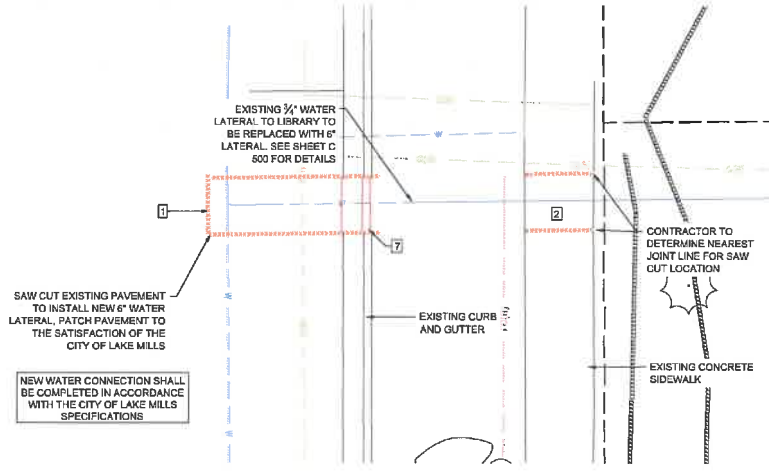 EXISTING ¾" WATER
LATERAL TO LIBRARY TO
BE REPLACED WITH 6"
LATERAL. SEE SHEET C
500 FOR DETAILS
1
2
7
CONTRACTOR TO
DETERMINE NEAREST
JOINT LINE FOR SAW
CUT LOCATION
SAW CUT EXISTING PAVEMENT
TO INSTALL NEW 6" WATER
LATERAL, PATCH PAVEMENT TO
THE SATISFACTION OF THE
CITY OF LAKE MILLS
EXISTING CURB
AND GUTTER
EXISTING CONCRETE
SIDEWALK
NEW WATER CONNECTION SHALL
BE COMPLETED IN ACCORDANCE
WITH THE CITY OF LAKE MILLS
SPECIFICATIONS